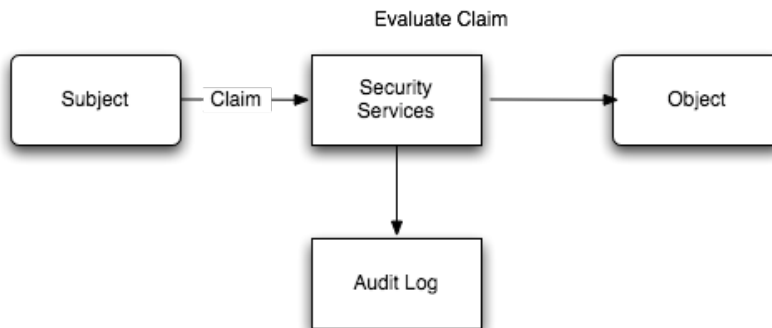 Evaluate Claim
Subject
Claim
Security
Services
Object
Audit Log